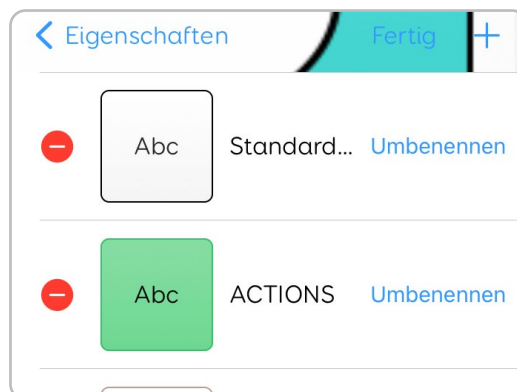 Eigenschaften Fertig +
Abc Standard... Umbenennen
Abc ACTIONS Umbenennen